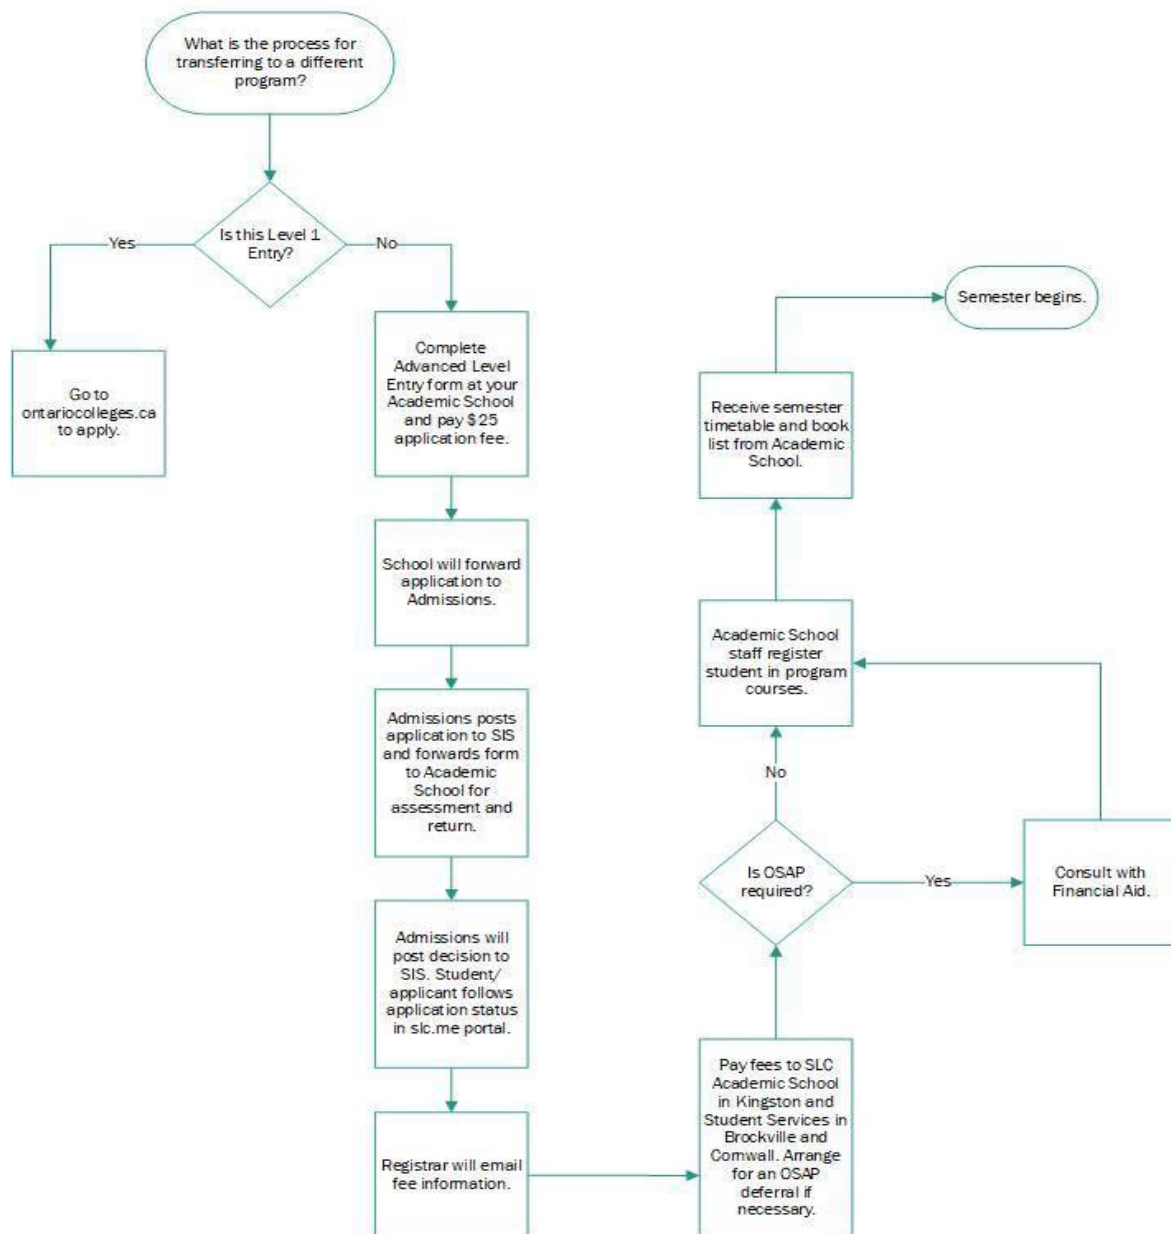 What is the process for
transferring to a different
program?
Is this Level 1
Entry?
Yes
No
Go to
ontariocolleges.ca
to apply.
Complete
Advanced Level
Entry form at your
Academic School
and pay $25
application fee.
School will forward
application to
Admissions.
Admissions posts
application to SIS
and forwards form
to Academic
School for
assessment and
return.
Admissions will
post decision to
SIS. Student/
applicant follows
application status
in slc.me portal.
Registrar will email
fee information.
Pay fees to SLC
Academic School
in Kingston and
Student Services in
Brockville and
Cornwall. Arrange
for an OSAP
deferral if
necessary.
Is OSAP
required?
Yes
Consult with
Financial Aid.
No
Academic School
staff register
student in program
courses.
Receive semester
timetable and book
list from Academic
School.
Semester begins.